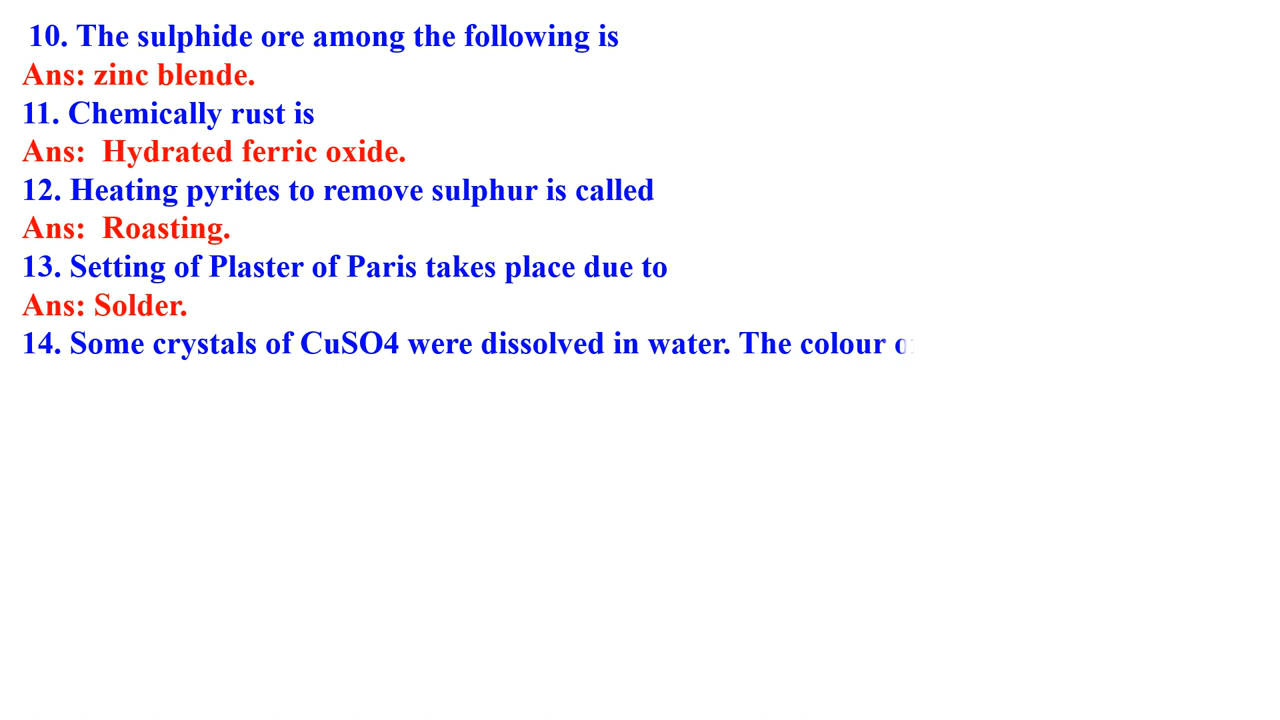 10. The sulphide ore among the following is
Ans: zinc blende.
11. Chemically rust is
Ans: Hydrated ferric oxide.
12. Heating pyrites to remove sulphur is called
Ans: Roasting.
13. Setting of Plaster of Paris takes place due to
Ans: Solder.
14. Some crystals of CuSO4 were dissolved in water. The colour